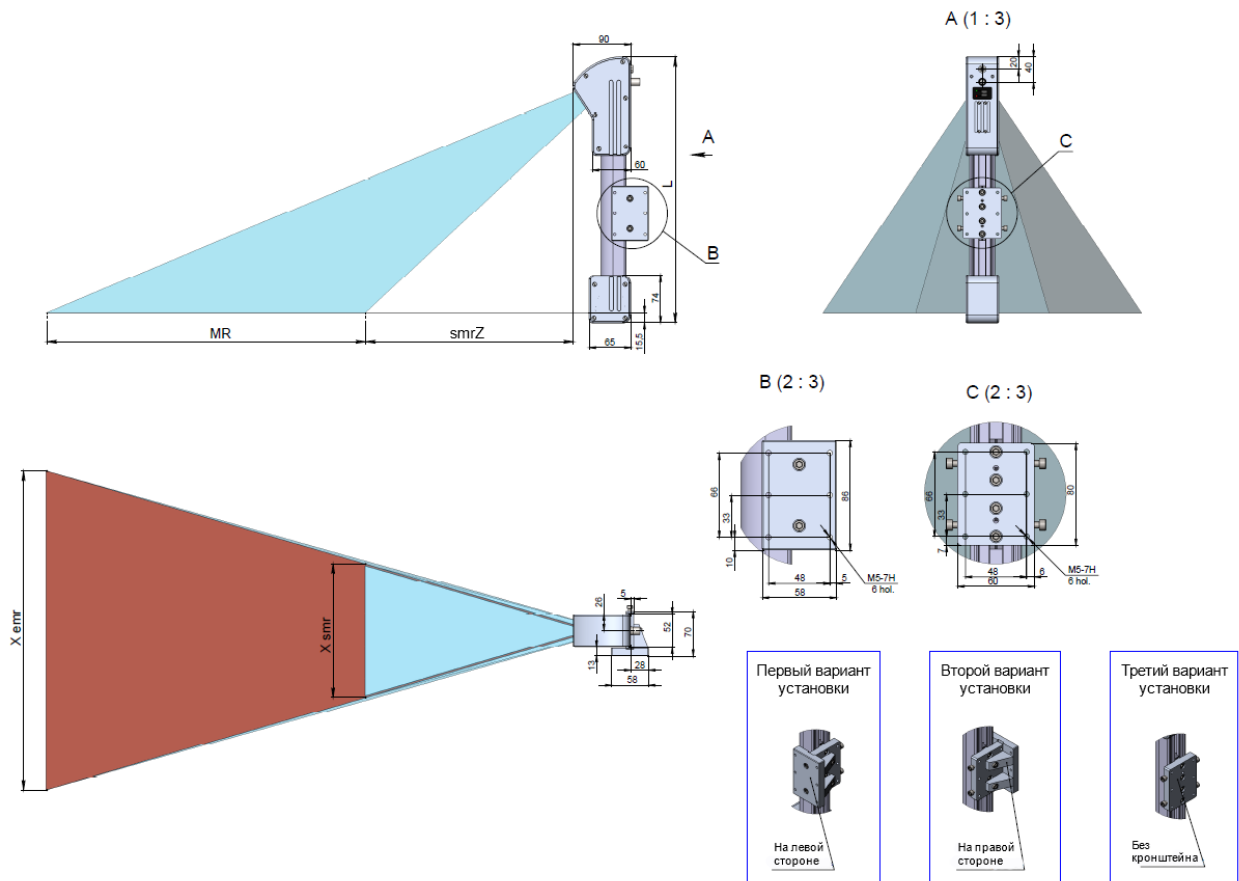 A (1 : 3)
90
20
40
A
C
60
L
B
74
MR
smrZ
65
15,5
B (2 : 3)
C (2 : 3)
66
33
10
86
48
5
58
M5-7H
6 hol.
66
33
7
80
48
6
60
M5-7H
6 hol.
X emr
X smr
26
5
52
70
13
28
58
Первый вариант
установки
На левой
стороне
Второй вариант
установки
На правой
стороне
Третий вариант
установки
Без
кронштейна